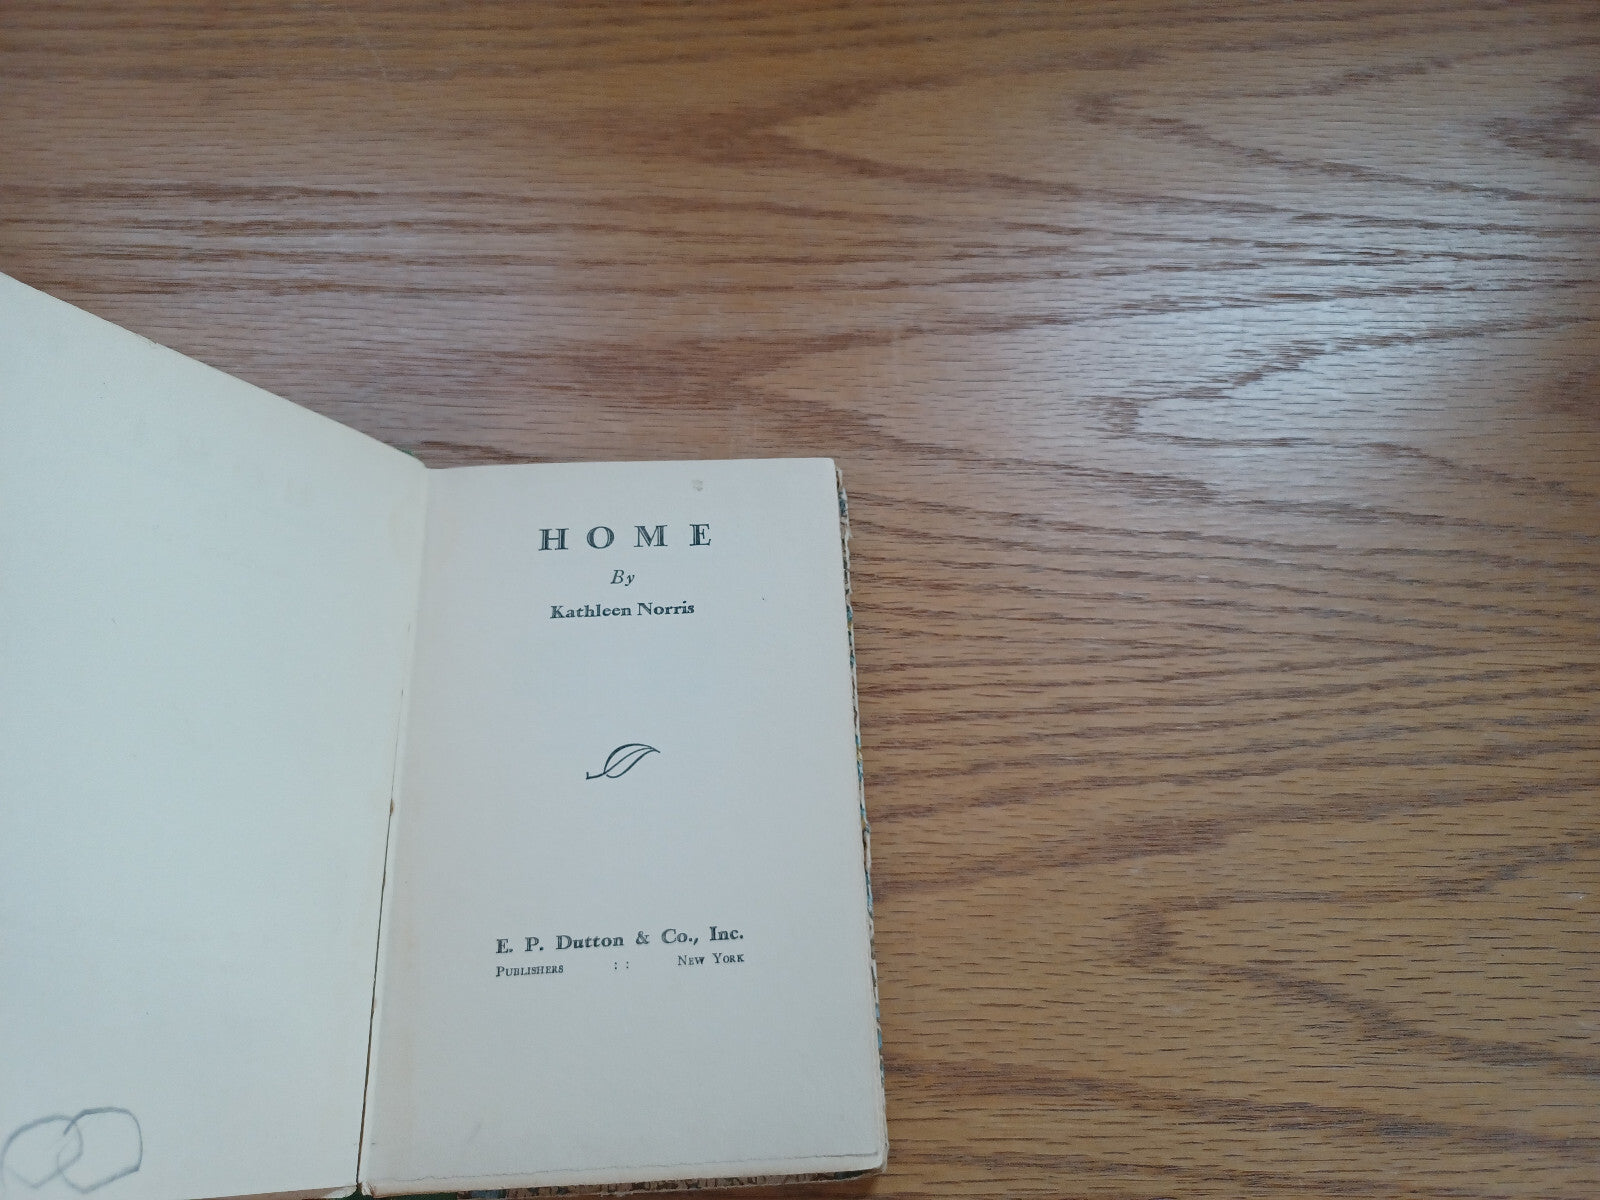 HOME
By
Kathleen Norris
E. P. Dutton & Co., Inc.
PUBLISHERS :: NEW YORK